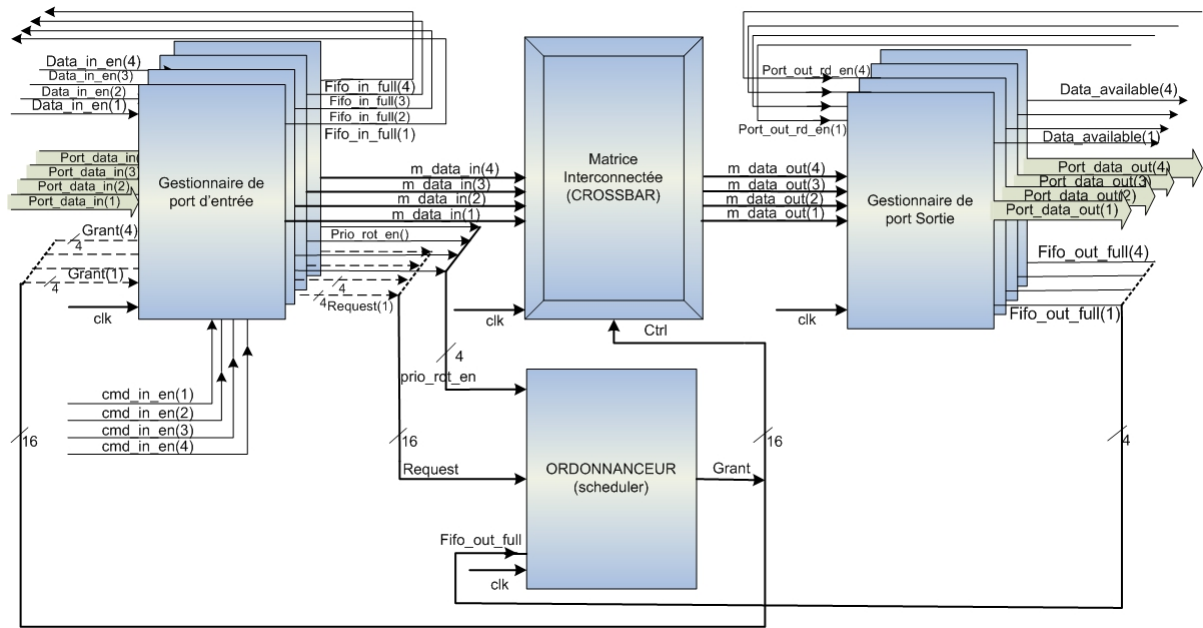 Data_in_en(4)
Data_in_en(3)
Data_in_en(2)
Data_in_en(1)
Port_data_in(
Port_data_in(3
Port_data_in(2)
Port_data_in(1)
Grant(4)
4
Grant(1)
4
clk
Gestionnaire de
port d'entrée
Fifo_in_full(4)
Fifo_in_full(3)
Fifo_in_full(2)
Fifo_in_full(1)
m_data_in(4)
m_data_in(3)
m_data_in(2)
m_data_in(1)
Prio_rot_en()
4
4
Request(1)
cmd_in_en(1)
cmd_in_en(2)
cmd_in_en(3)
cmd_in_en(4)
16
Matrice
Interconnectée
(CROSSBAR)
clk
Ctrl
m_data_out(4)
m_data_out(3)
m_data_out(2)
m_data_out(1)
Port_out_rd_en(4)
Port_out_rd_en(1)
Gestionnaire de
port Sortie
clk
Data_available(4)
Data_available(1)
Port_data_out(4)
Port_data_out(3
Port_data_out(2)
Port_data_out(1)
Fifo_out_full(4)
Fifo_out_full(1)
4
prio_rot_en
16
Request
ORDONNANCEUR
(scheduler)
Grant
16
4
Fifo_out_full
clk